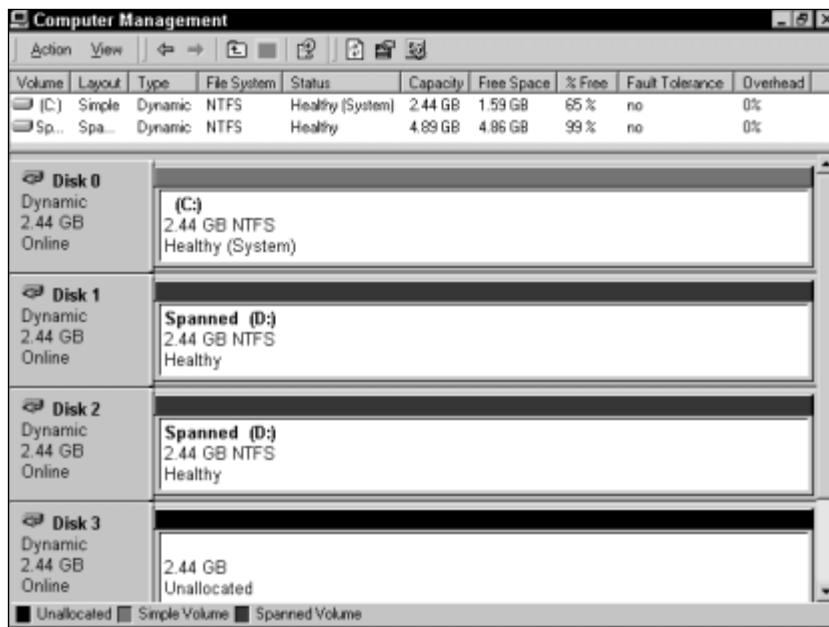 Computer Management
Action View
Volume Layout Type File System Status Capacity Free Space % Free Fault Tolerance Overhead
(C:) Simple Dynamic NTFS Healthy (System) 2.44 GB 1.59 GB 65 % no 0%
Sp... Spa... Dynamic NTFS Healthy 4.89 GB 4.86 GB 99 % no 0%
Disk 0
Dynamic
2.44 GB
Online
(C:)
2.44 GB NTFS
Healthy (System)
Disk 1
Dynamic
2.44 GB
Online
Spanned (D:)
2.44 GB NTFS
Healthy
Disk 2
Dynamic
2.44 GB
Online
Spanned (D:)
2.44 GB NTFS
Healthy
Disk 3
Dynamic
2.44 GB
Online
2.44 GB
Unallocated
Unallocated Simple Volume Spanned Volume